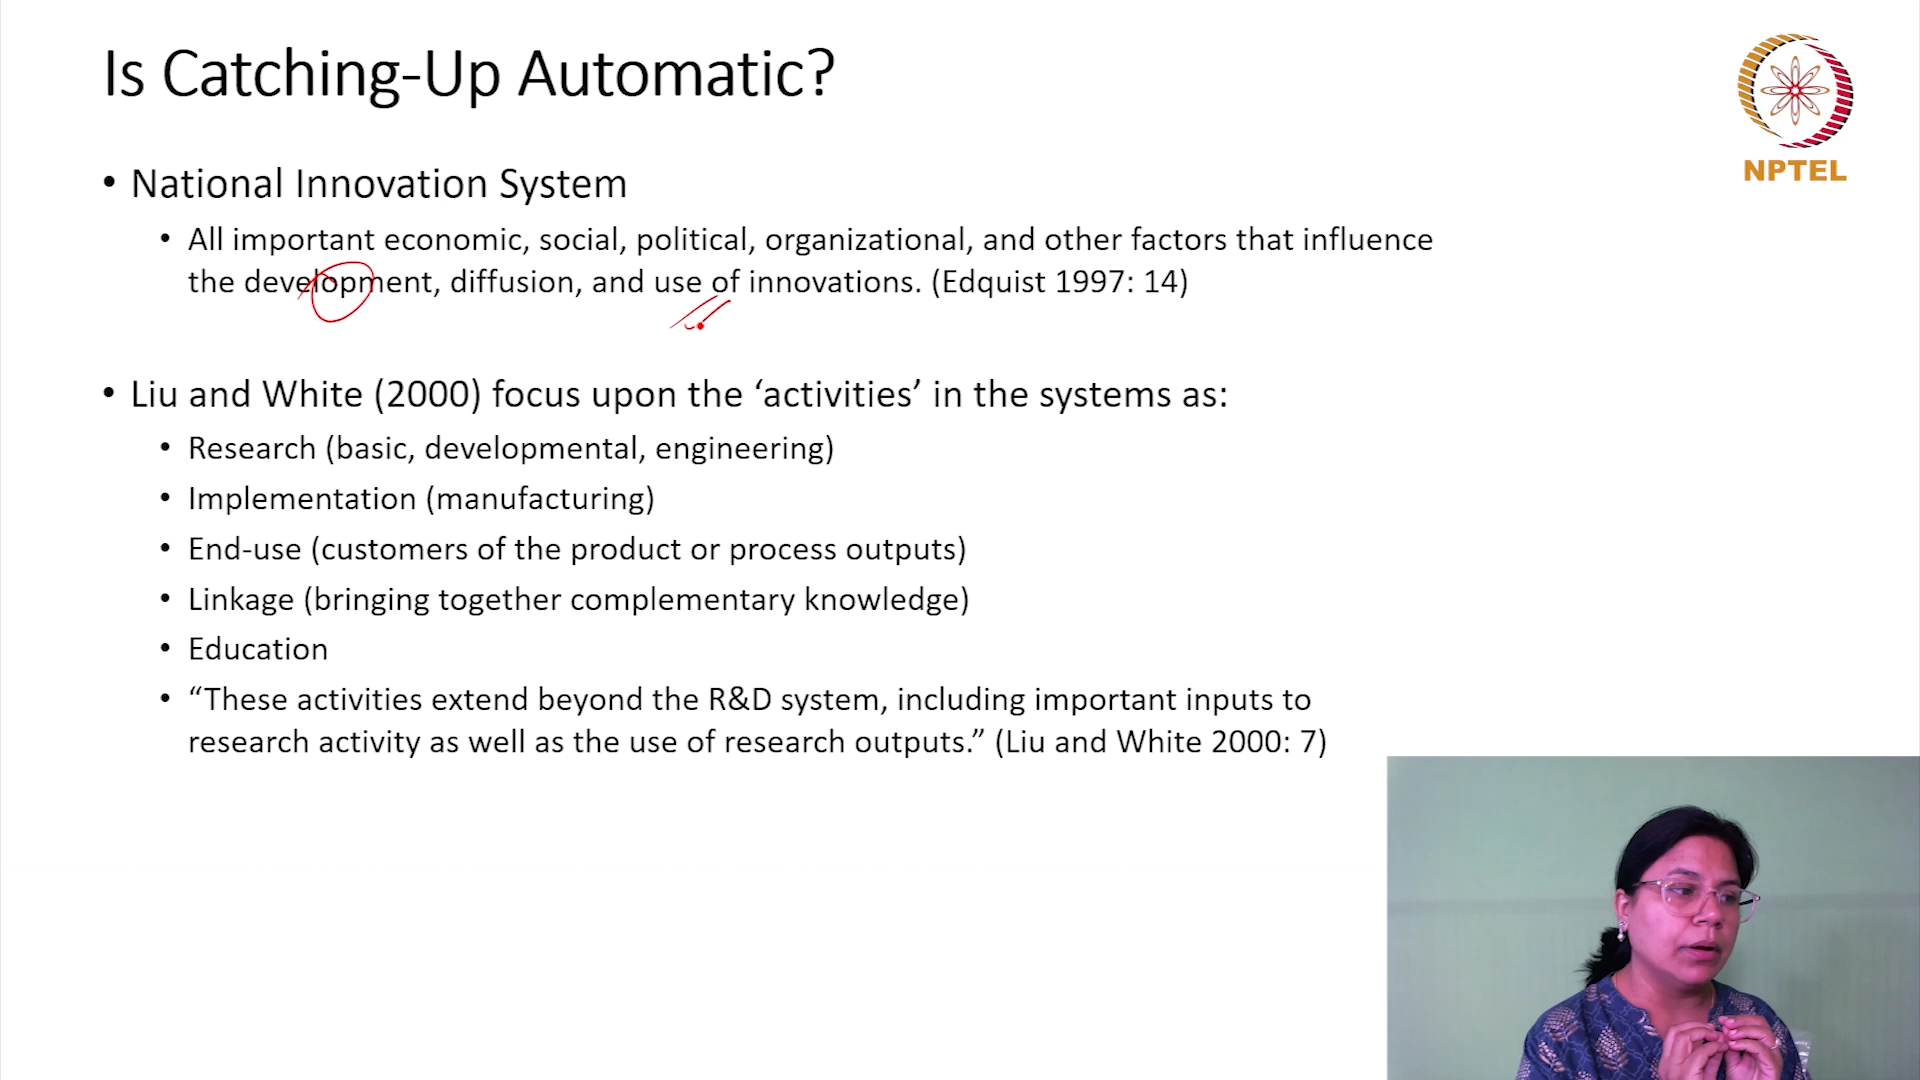 Is Catching-Up Automatic?
NPTEL
• National Innovation System
• All important economic, social, political, organizational, and other factors that influence
the development, diffusion, and use of innovations. (Edquist 1997: 14)
• Liu and White (2000) focus upon the ‘activities’ in the systems as:
• Research (basic, developmental, engineering)
• Implementation (manufacturing)
• End-use (customers of the product or process outputs)
• Linkage (bringing together complementary knowledge)
• Education
• “These activities extend beyond the R&D system, including important inputs to
research activity as well as the use of research outputs.” (Liu and White 2000: 7)